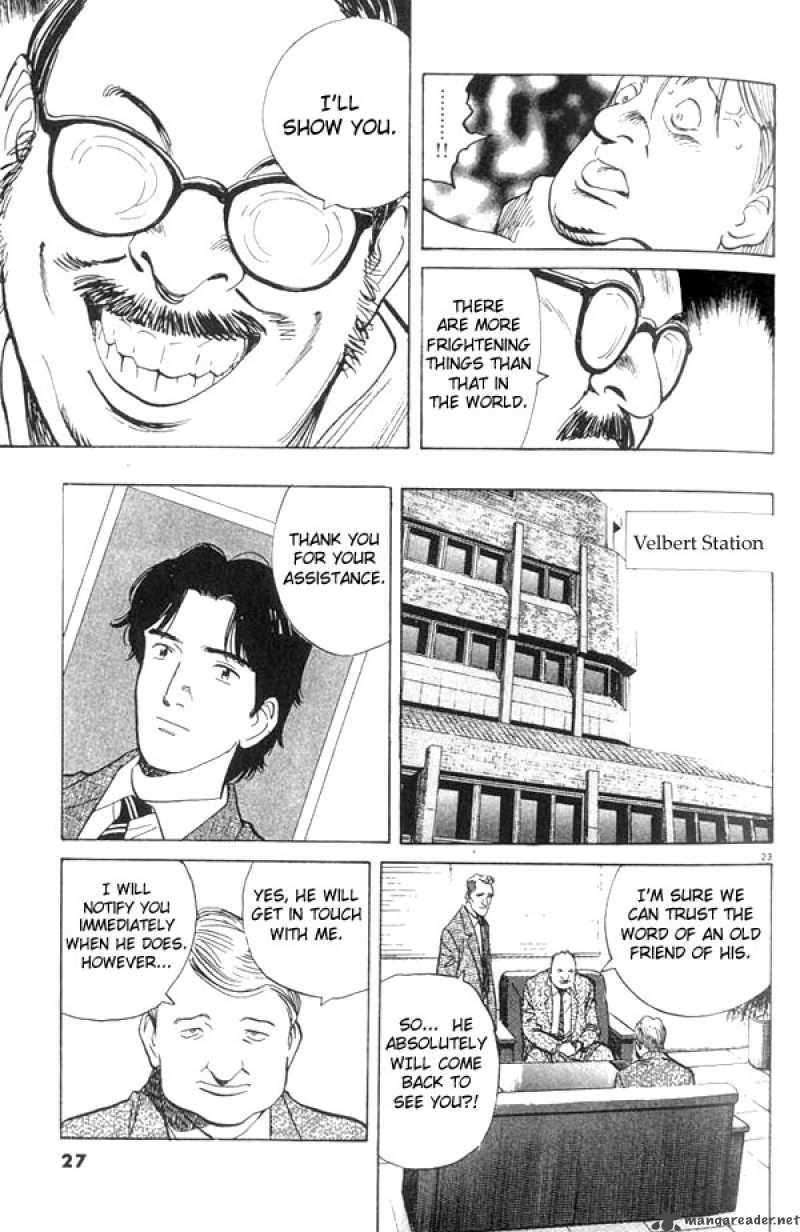 ..........!!
THERE
ARE MORE
FRIGHTENING
THINGS THAN
THAT IN
THE WORLD.
I'LL
SHOW YOU.
Velbert Station
THANK YOU
FOR YOUR
ASSISTANCE.
23
I'M SURE WE
CAN TRUST THE
WORD OF AN OLD
FRIEND OF HIS.
SO... HE
ABSOLUTELY
WILL COME
BACK TO
SEE YOU?!
YES, HE WILL
GET IN TOUCH
WITH ME.
I WILL
NOTIFY YOU
IMMEDIATELY
WHEN HE DOES.
HOWEVER...
27
mangareader.net